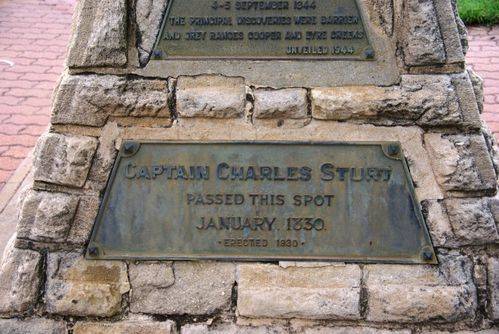 4-5 SEPTEMBER 1844
THE PRINCIPAL DISCOVERIES WERE BARRIER
AND GREY RANGES COOPER AND EYRE CREEKS
UNVEILED 1944
CAPTAIN CHARLES STURT
PASSED THIS SPOT
JANUARY. 1830.
· ERECTED 1930 ·